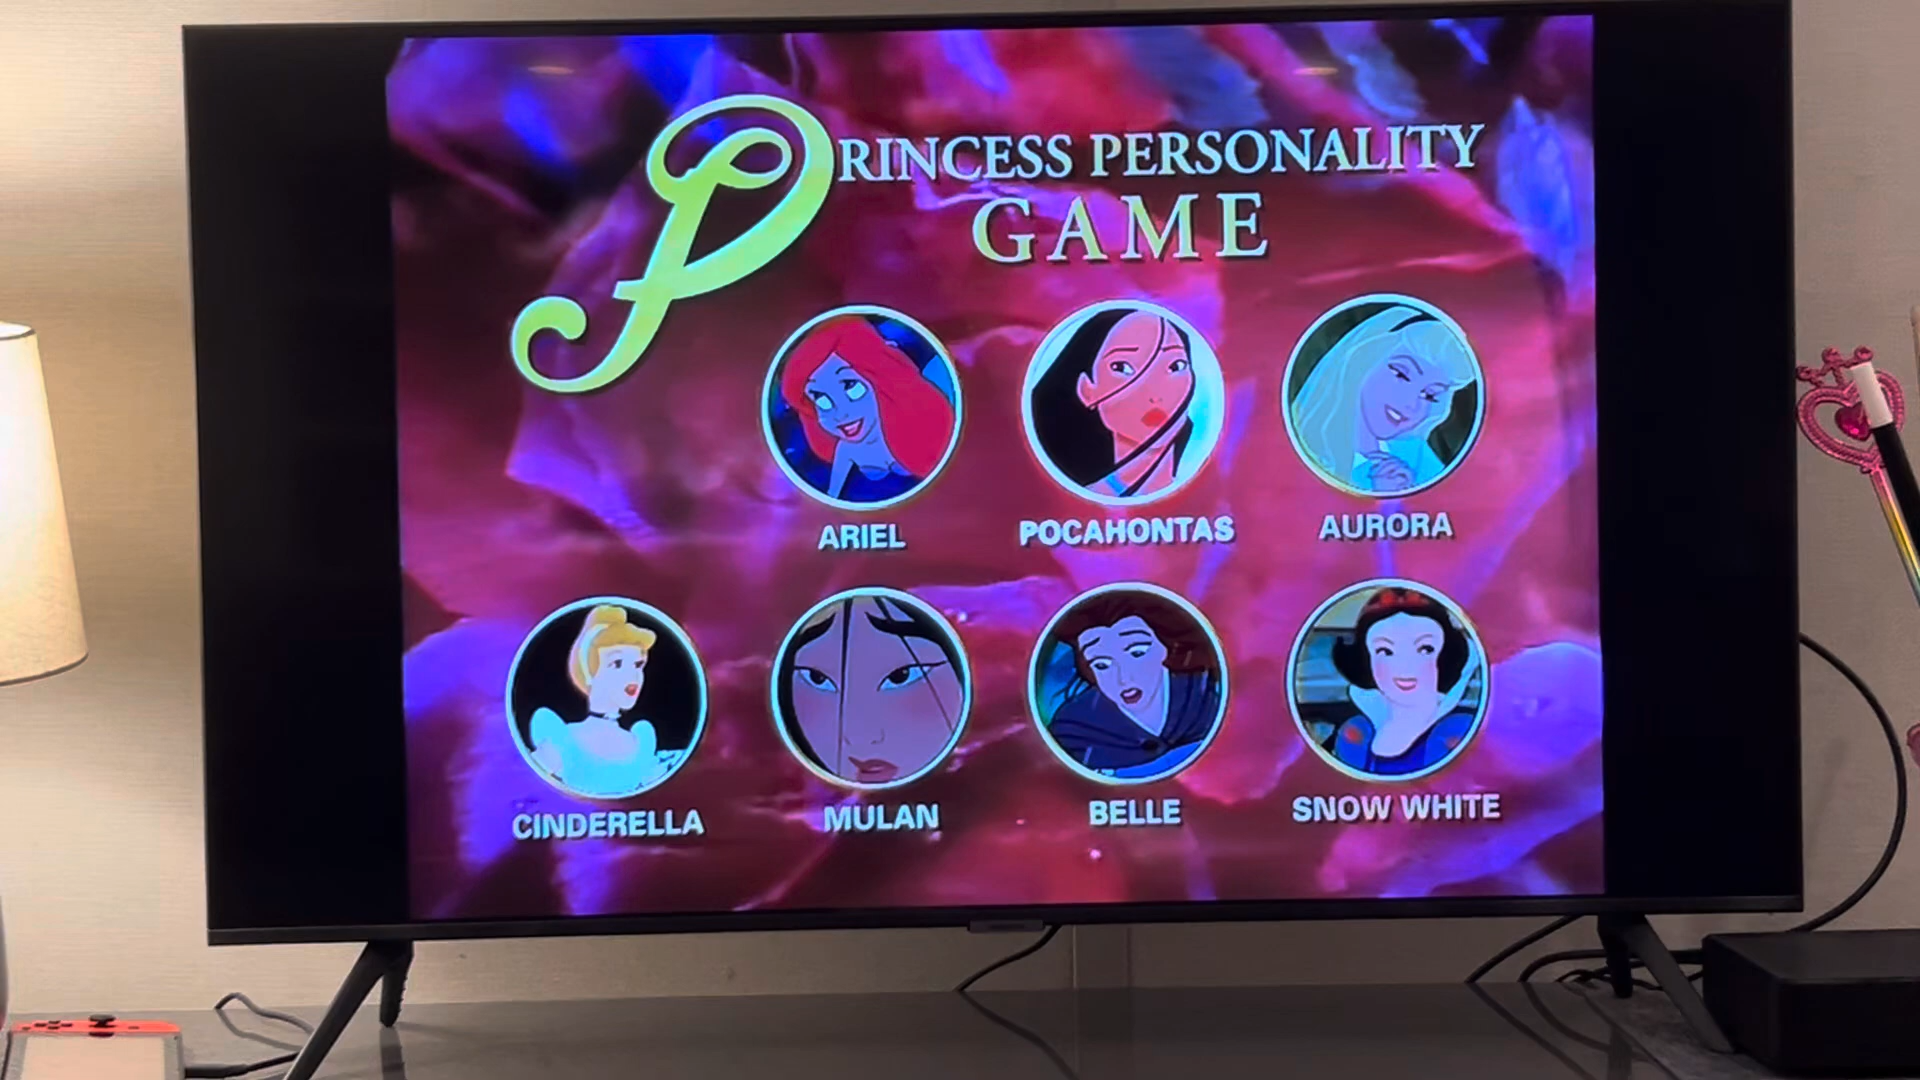 PRINCESS PERSONALITY
GAME
ARIEL
POCAHONTAS
AURORA
CINDERELLA
MULAN
BELLE
SNOW WHITE